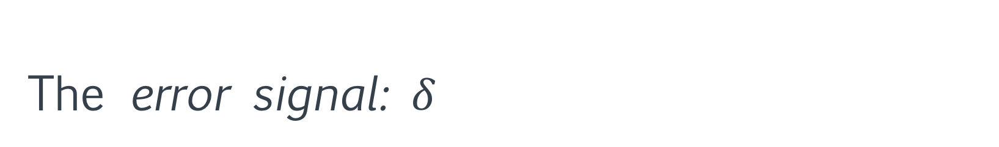 The error signal: δ